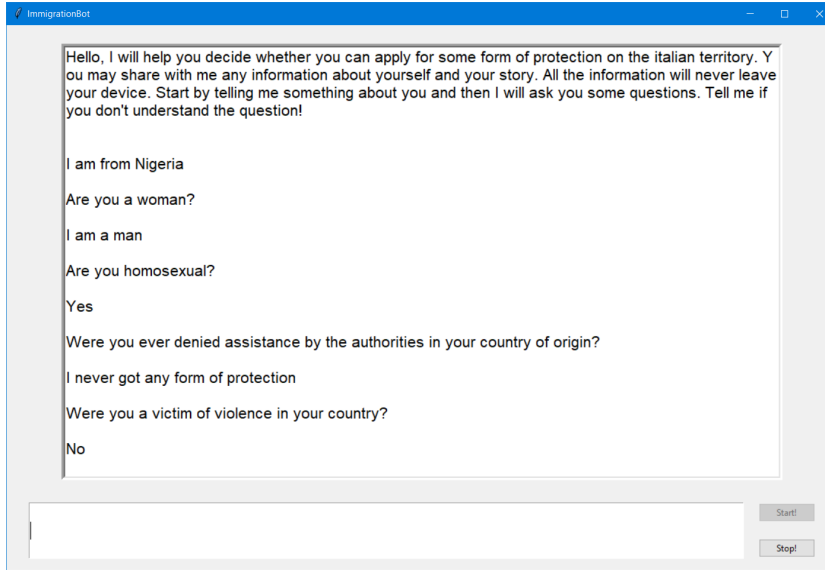 ImmigrationBot
Hello, I will help you decide whether you can apply for some form of protection on the italian territory. Y
ou may share with me any information about yourself and your story. All the information will never leave
your device. Start by telling me something about you and then I will ask you some questions. Tell me if
you don't understand the question!
I am from Nigeria
Are you a woman?
I am a man
Are you homosexual?
Yes
Were you ever denied assistance by the authorities in your country of origin?
I never got any form of protection
Were you a victim of violence in your country?
No
Start!
Stop!